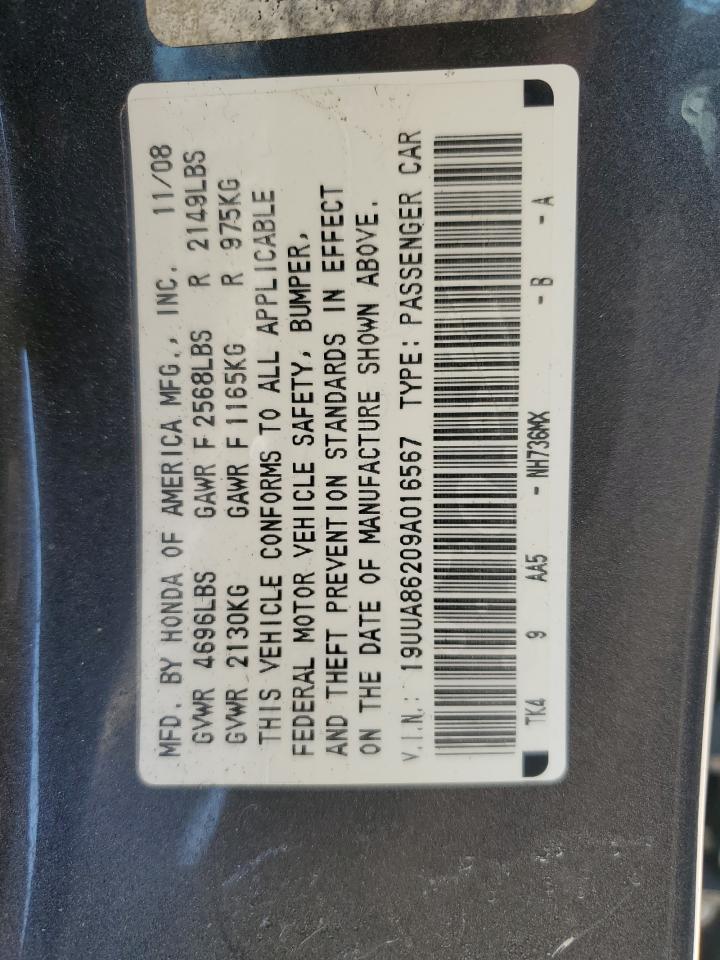 MFD. BY HONDA OF AMERICA MFG., INC. 11/08
GVWR 4696LBS GAWR F 2568LBS R 2149LBS
GVWR 2130KG GAWR F 1165KG R 975KG
THIS VEHICLE CONFORMS TO ALL APPLICABLE
FEDERAL MOTOR VEHICLE SAFETY, BUMPER,
AND THEFT PREVENTION STANDARDS IN EFFECT
ON THE DATE OF MANUFACTURE SHOWN ABOVE.
V.I.N.: 19UUA86209A016567 TYPE: PASSENGER CAR
TK4 9 AA5 - NH736MX - B - A